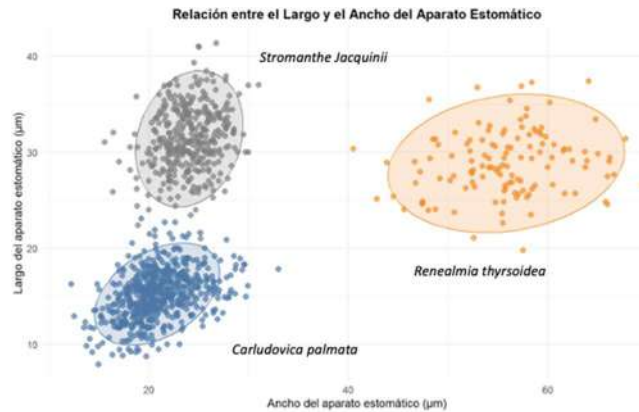 Relación entre el Largo y el Ancho del Aparato Estomático
Stromanthe Jacquinii
Renealmia thyrsoidea
Carludovica palmata
Largo del aparato estomático (µm)
40
30
20
10
20
40
60
Ancho del aparato estomático (µm)